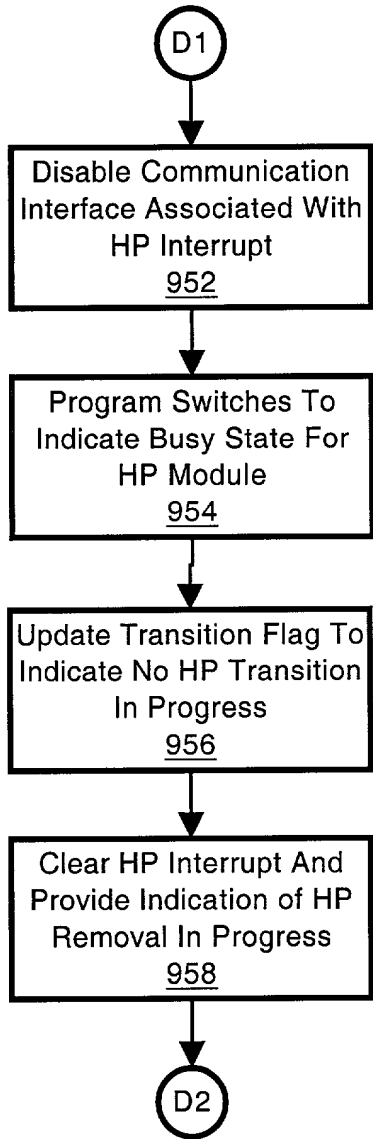 D1
Disable Communication
Interface Associated With
HP Interrupt
952
Program Switches To
Indicate Busy State For
HP Module
954
Update Transition Flag To
Indicate No HP Transition
In Progress
956
Clear HP Interrupt And
Provide Indication of HP
Removal In Progress
958
D2